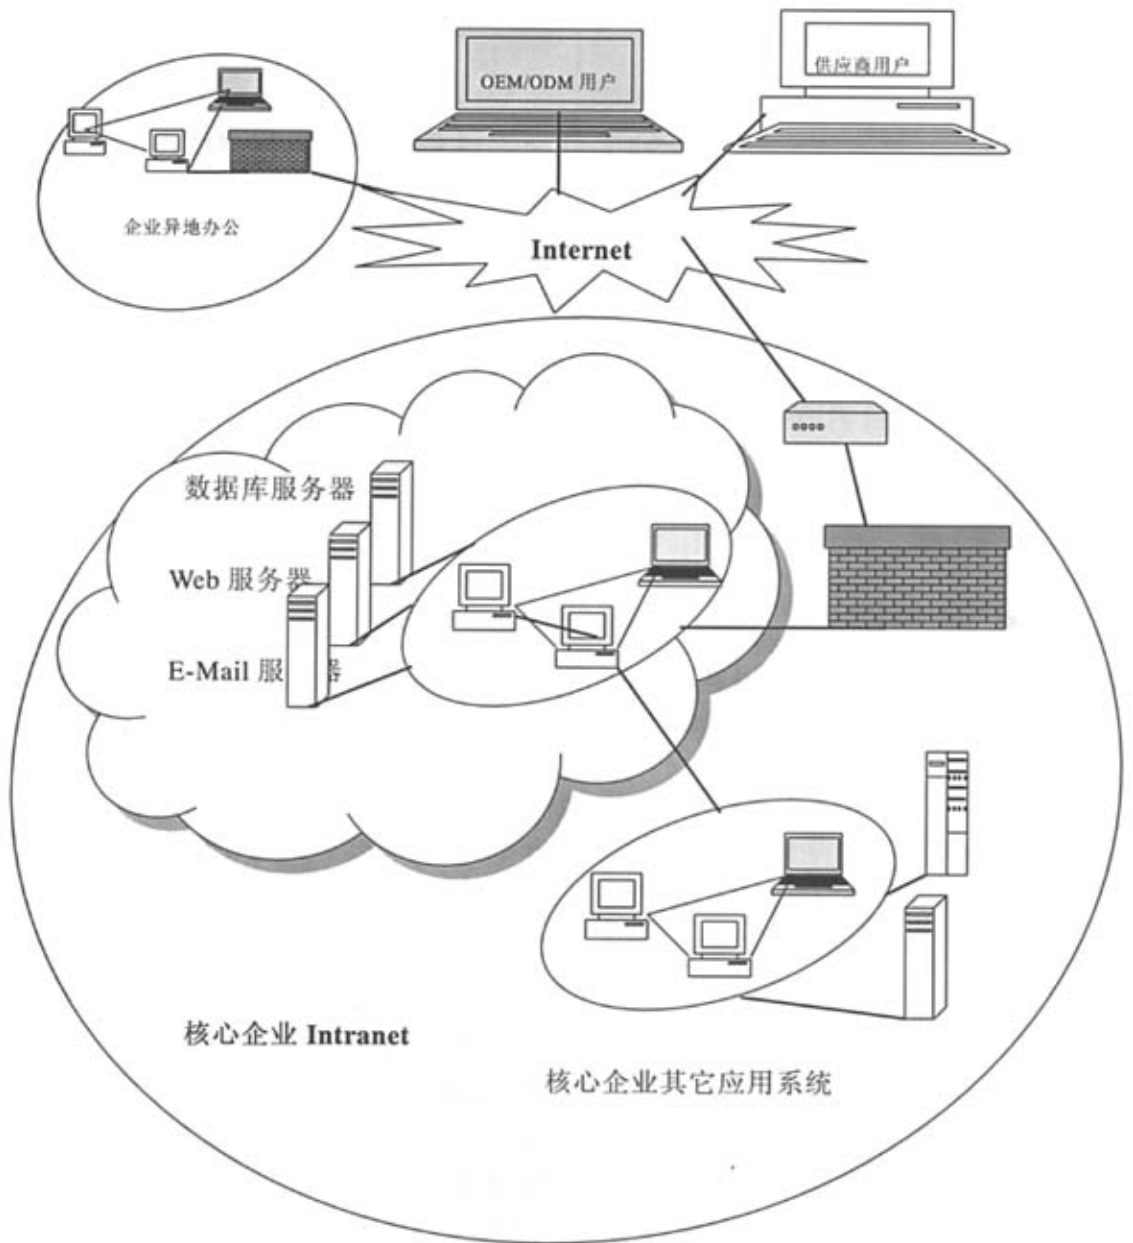 OEM/ODM 用户
供应商用户
企业异地办公
Internet
数据库服务器
Web 服务器
E-Mail 服务器
核心企业 Intranet
核心企业其它应用系统